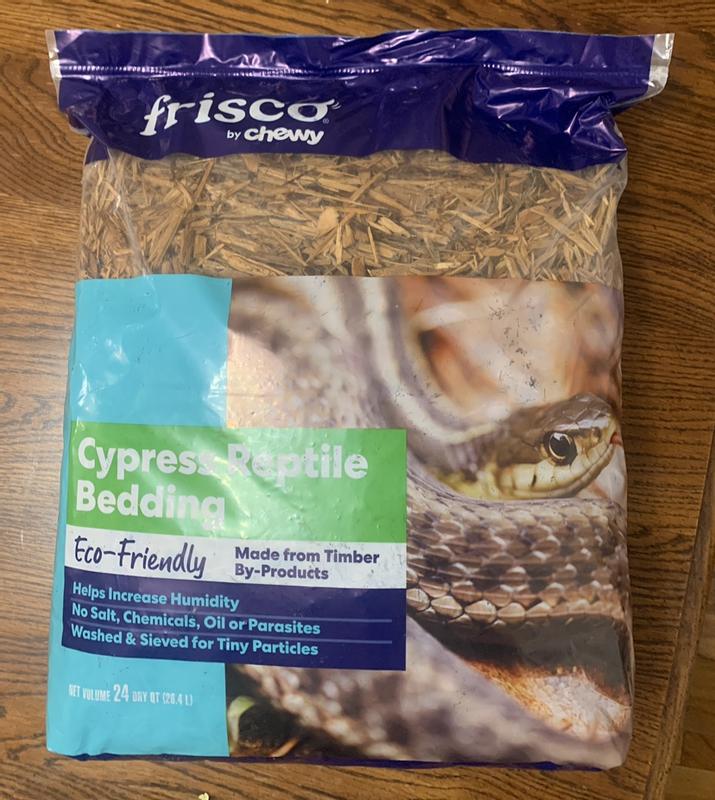 frisco®
by chewy
Cypress Reptile
Bedding
Eco-Friendly
Made from Timber
By-Products
Helps Increase Humidity
No Salt, Chemicals, Oil or Parasites
Washed & Sieved for Tiny Particles
NET VOLUME 24 DRY QT (26.4 L)